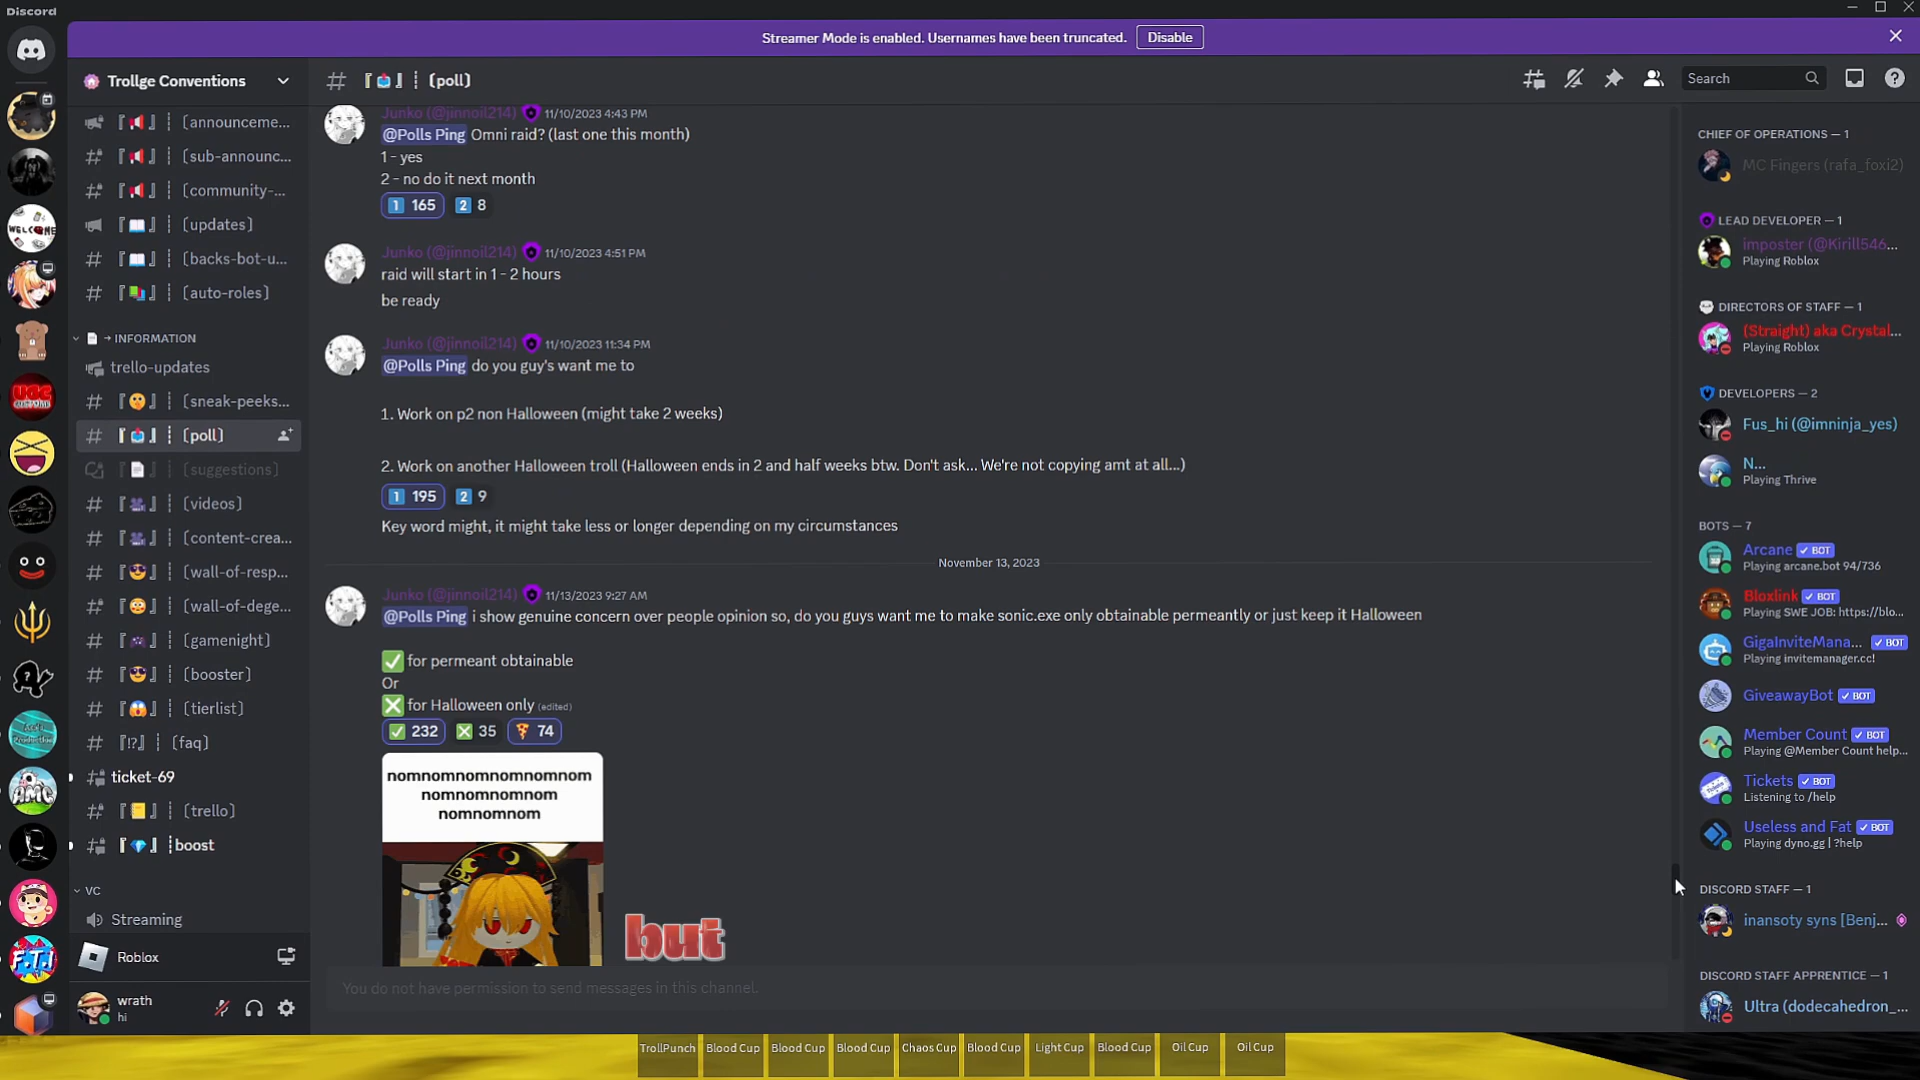 Discord
Streamer Mode is enabled. Usernames have been truncated.
Disable
Trollge Conventions
(announceme...
(sub-announc...
(community-...
(updates)
(backs-bot-u...
(auto-roles)
→ INFORMATION
trello-updates
(sneak-peeks...
(poll)
(suggestions)
(videos)
(content-crea...
(wall-of-resp...
(wall-of-dege...
(gamenight)
(booster)
(tierlist)
⁉ (faq)
ticket-69
(trello)
boost
VC
Streaming
Roblox
wrath
hi
# (poll)
Search
Junko (@jinnoil214) 11/10/2023 4:43 PM
@Polls Ping Omni raid? (last one this month)
1 - yes
2 - no do it next month
1 165 2 8
Junko (@jinnoil214) 11/10/2023 4:51 PM
raid will start in 1 - 2 hours
be ready
Junko (@jinnoil214) 11/10/2023 11:34 PM
@Polls Ping do you guy's want me to
1. Work on p2 non Halloween (might take 2 weeks)
2. Work on another Halloween troll (Halloween ends in 2 and half weeks btw. Don't ask... We're not copying amt at all...)
1 195 2 9
Key word might, it might take less or longer depending on my circumstances
November 13, 2023
Junko (@jinnoil214) 11/13/2023 9:27 AM
@Polls Ping i show genuine concern over people opinion so, do you guys want me to make sonic.exe only obtainable permeantly or just keep it Halloween
✅ for permeant obtainable
Or
❎ for Halloween only (edited)
✅ 232 ❎ 35 🍕 74
nomnomnomnomnomnom
nomnomnomnom
nomnomnom
but
You do not have permission to send messages in this channel.
CHIEF OF OPERATIONS — 1
MC Fingers (rafa_foxi2)
LEAD DEVELOPER — 1
imposter (@Kirill546...
Playing Roblox
DIRECTORS OF STAFF — 1
(Straight) aka Crystal...
Playing Roblox
DEVELOPERS — 2
Fus_hi (@imninja_yes)
N...
Playing Thrive
BOTS — 7
Arcane ✓ BOT
Playing arcane.bot 94/736
Bloxlink ✓ BOT
Playing SWE JOB: https://blo...
GigaInviteMana... ✓ BOT
Playing invitemanager.cc!
GiveawayBot ✓ BOT
Member Count ✓ BOT
Playing @Member Count help...
Tickets ✓ BOT
Listening to /help
Useless and Fat ✓ BOT
Playing dyno.gg | ?help
DISCORD STAFF — 1
inansoty syns [Benj...
DISCORD STAFF APPRENTICE — 1
Ultra (dodecahedron_...
TrollPunch
Blood Cup
Blood Cup
Blood Cup
Chaos Cup
Blood Cup
Light Cup
Blood Cup
Oil Cup
Oil Cup